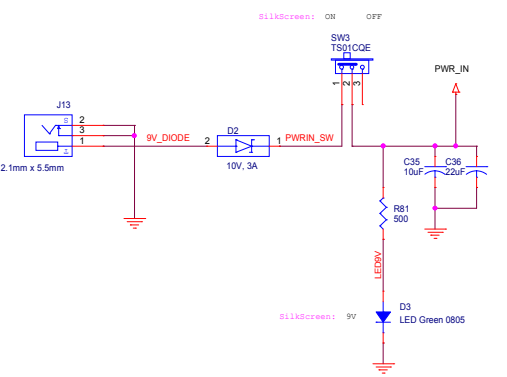 SilkScreen: ON OFF
SW3
TS01CQE
1 2 3
PWR_IN
J13
S 2
3
1
2.1mm x 5.5mm
9V_DIODE
2 D2 1
10V, 3A
PWRIN_SW
C35
10uF
C36
22uF
R81
500
LED9V
SilkScreen: 9V
D3
LED Green 0805